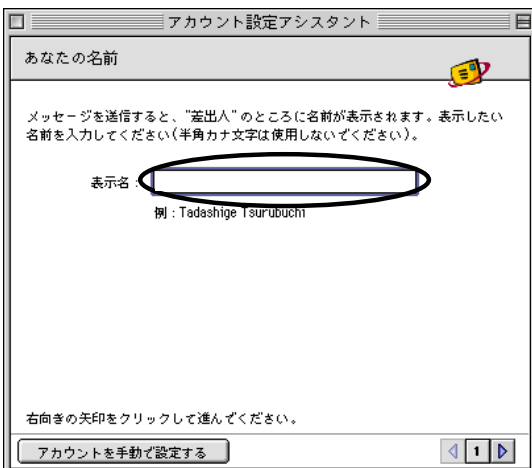 アカウント設定アシスタント
あなたの名前
メッセージを送信すると、"差出人"のところに名前が表示されます。表示したい
名前を入力してください(半角カナ文字は使用しないでください)。
表示名:
例:Tadashige Tsurubuchi
右向きの矢印をクリックして進んでください。
アカウントを手動で設定する
1